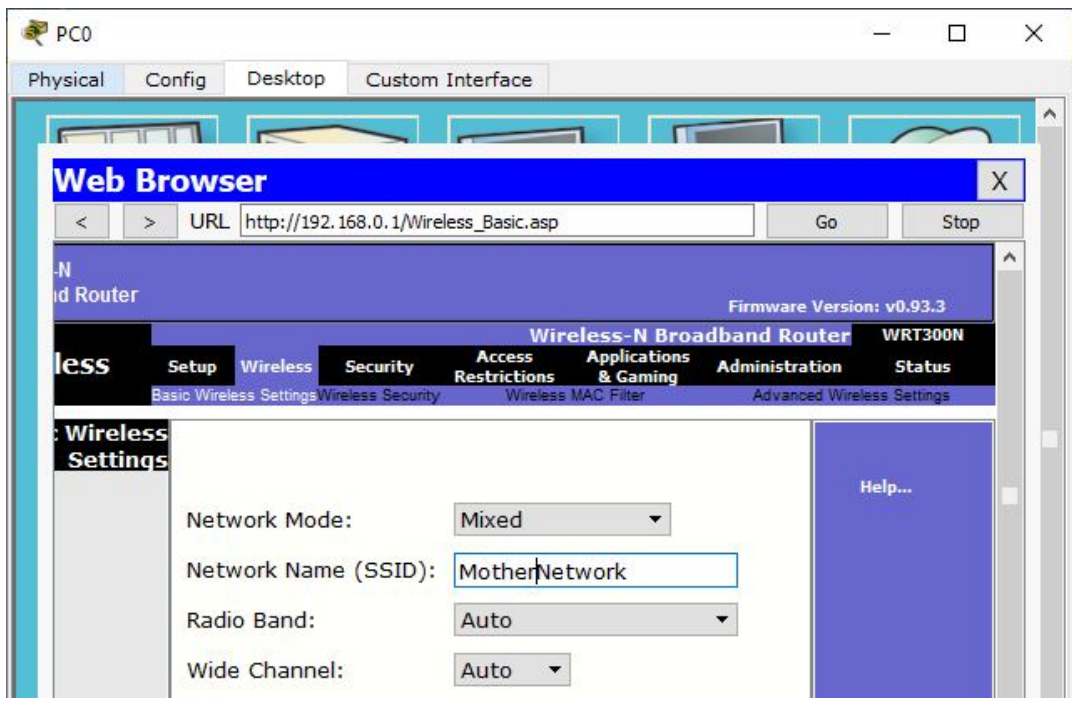 PC0
Physical Config Desktop Custom Interface
Web Browser X
< > URL http://192.168.0.1/Wireless_Basic.asp Go Stop
-N
nd Router
Firmware Version: v0.93.3
Wireless-N Broadband Router WRT300N
less Setup Wireless Security Access Restrictions Applications & Gaming Administration Status
Basic Wireless Settings Wireless Security Wireless MAC Filter Advanced Wireless Settings
c Wireless
Settings
Help...
Network Mode: Mixed
Network Name (SSID): MotherNetwork
Radio Band: Auto
Wide Channel: Auto